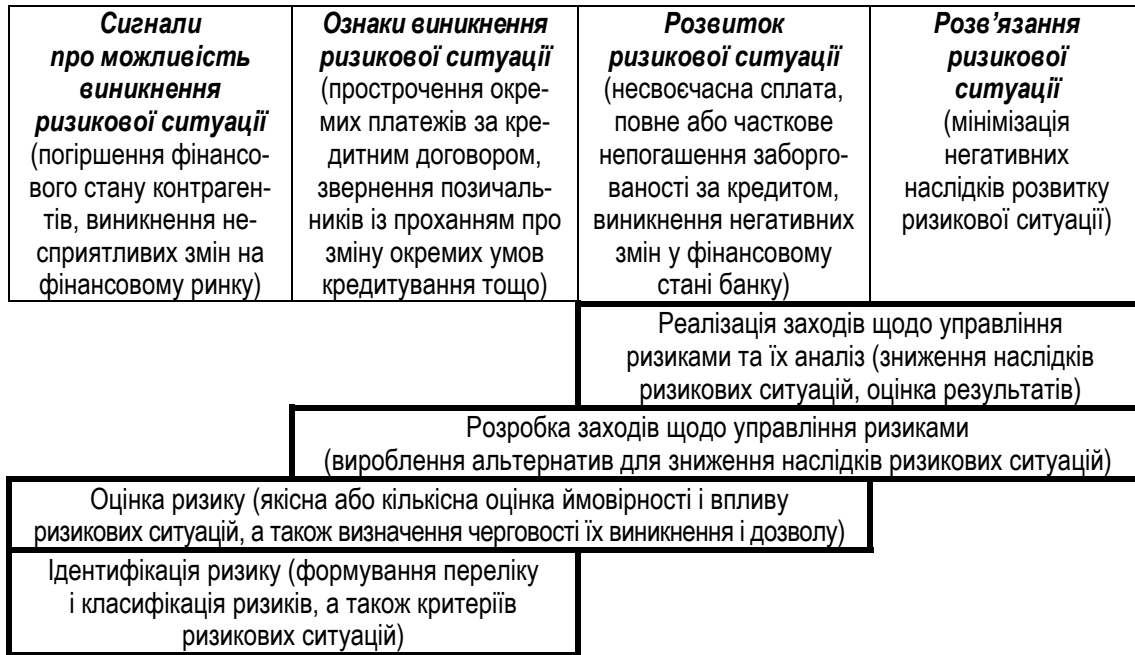 Сигнали
про можливість
виникнення
ризикової ситуації
(погіршення фінансо-
вого стану контраген-
тів, виникнення не-
сприятливих змін на
фінансовому ринку)
Ознаки виникнення
ризикової ситуації
(прострочення окре-
мих платежів за кре-
дитним договором,
звернення позичаль-
ників із проханням про
зміну окремих умов
кредитування тощо)
Розвиток
ризикової ситуації
(несвоєчасна сплата,
повне або часткове
непогашення заборго-
ваності за кредитом,
виникнення негативних
змін у фінансовому
стані банку)
Розв’язання
ризикової
ситуації
(мінімізація
негативних
наслідків розвитку
ризикової ситуації)
Реалізація заходів щодо управління
ризиками та їх аналіз (зниження наслідків
ризикових ситуацій, оцінка результатів)
Розробка заходів щодо управління ризиками
(вироблення альтернатив для зниження наслідків ризикових ситуацій)
Оцінка ризику (якісна або кількісна оцінка ймовірності і впливу
ризикових ситуацій, а також визначення черговості їх виникнення і дозволу)
Ідентифікація ризику (формування переліку
і класифікація ризиків, а також критеріїв
ризикових ситуацій)